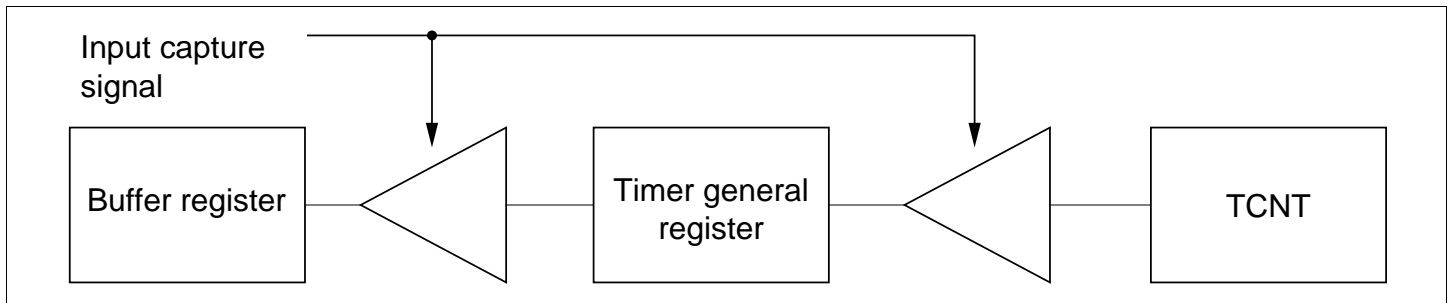 Input capture
signal
Buffer register
Timer general
register
TCNT